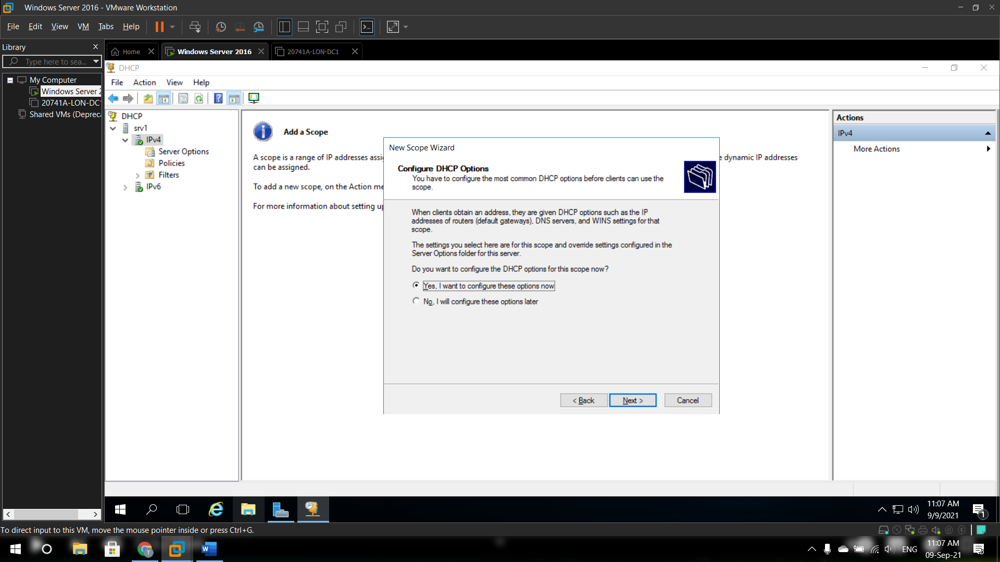 Windows Server 2016 - VMware Workstation
File Edit View VM Tabs Help
Library
Home
Windows Server 2016
20741A-LON-DC1
Type here to sea...
My Computer
Windows Server 2
20741A-LON-DC
Shared VMs (Depreca
DHCP
File Action View Help
DHCP
srv1
IPv4
Server Options
Policies
Filters
IPv6
Add a Scope
A scope is a range of IP addresses assi
e dynamic IP addresses
can be assigned.
To add a new scope, on the Action me
For more information about setting up
New Scope Wizard
Configure DHCP Options
You have to configure the most common DHCP options before clients can use the
scope.
When clients obtain an address, they are given DHCP options such as the IP
addresses of routers (default gateways), DNS servers, and WINS settings for that
scope.
The settings you select here are for this scope and override settings configured in the
Server Options folder for this server.
Do you want to configure the DHCP options for this scope now?
Yes, I want to configure these options now
No, I will configure these options later
< Back
Next >
Cancel
Actions
IPv4
More Actions
11:07 AM
9/9/2021
1
To direct input to this VM, move the mouse pointer inside or press Ctrl+G.
T
W
ENG
11:07 AM
09-Sep-21